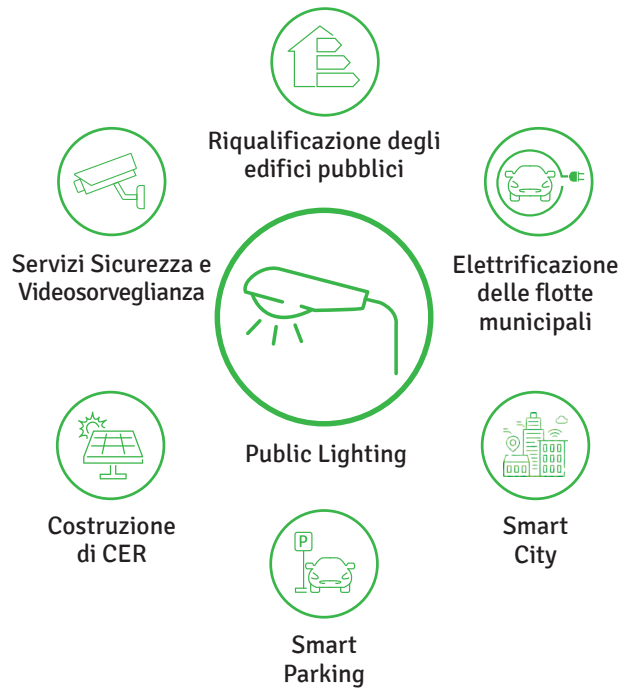 Riqualificazione degli
edifici pubblici
Servizi Sicurezza e
Videosorveglianza
Elettrificazione
delle flotte
municipali
Public Lighting
Costruzione
di CER
Smart
City
P
Smart
Parking